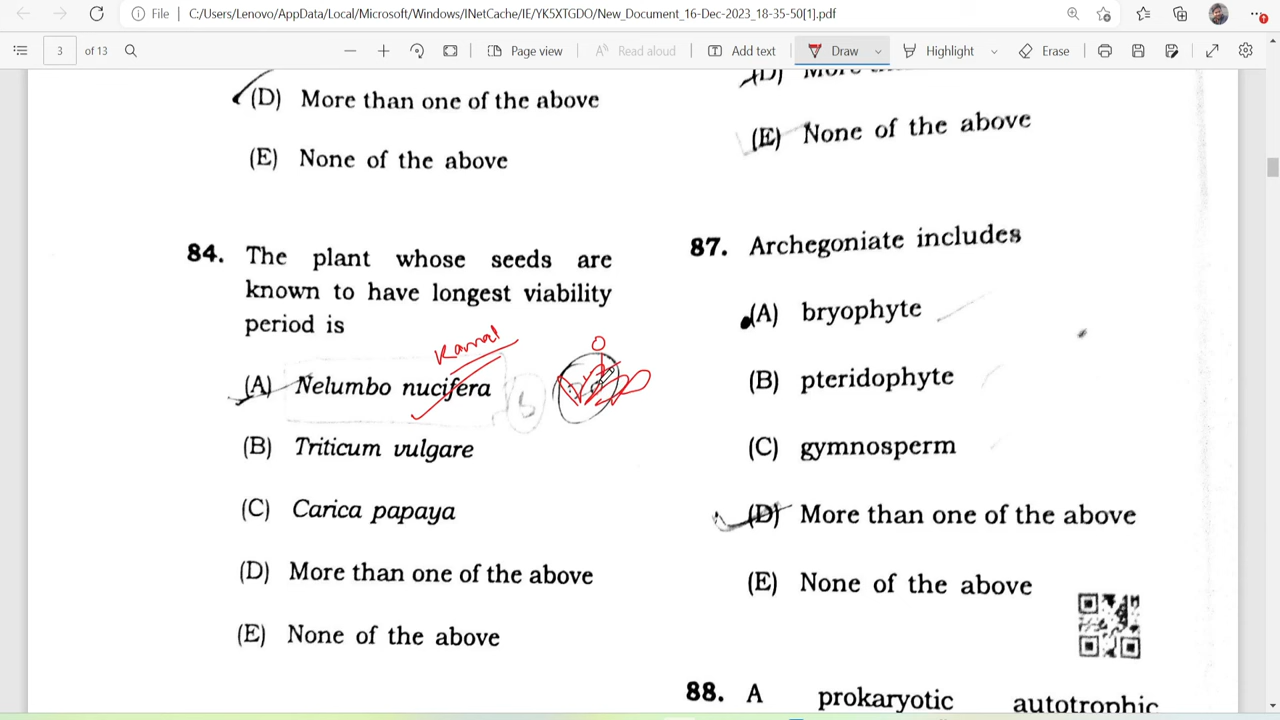 File
C:/Users/Lenovo/AppData/Local/Microsoft/Windows/INetCache/IE/YK5XTGDO/New_Document_16-Dec-2023_18-35-50[1].pdf
3 of 13
Page view
Read aloud
Add text
Draw
Highlight
Erase
(D) More than one of the above
(E) None of the above
84. The plant whose seeds are
known to have longest viability
period is
Kamal
(A) Nelumbo nucifera
(B) Triticum vulgare
(C) Carica papaya
(D) More than one of the above
(E) None of the above
(D) More
(E) None of the above
87. Archegoniate includes
(A) bryophyte
(B) pteridophyte
(C) gymnosperm
(D) More than one of the above
(E) None of the above
88. A prokaryotic autotrophic